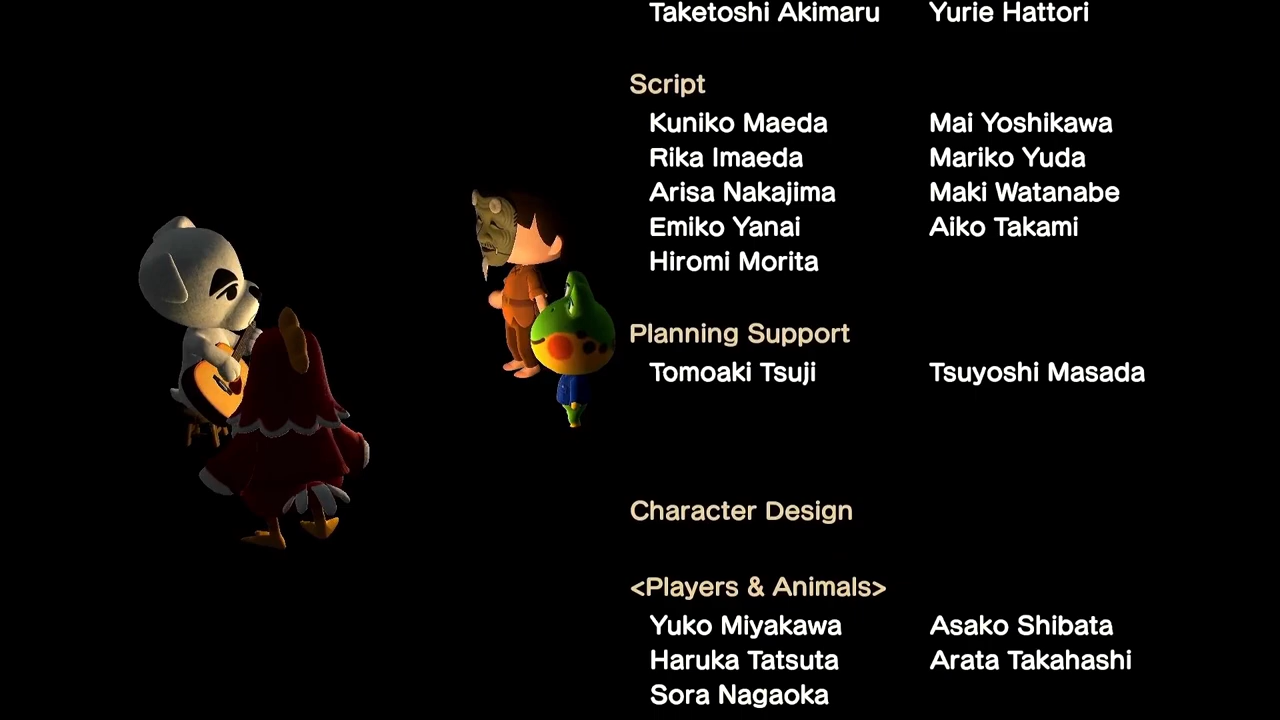 Taketoshi Akimaru Yurie Hattori
Script
Kuniko Maeda Mai Yoshikawa
Rika Imaeda Mariko Yuda
Arisa Nakajima Maki Watanabe
Emiko Yanai Aiko Takami
Hiromi Morita
Planning Support
Tomoaki Tsuji Tsuyoshi Masada
Character Design
<Players & Animals>
Yuko Miyakawa Asako Shibata
Haruka Tatsuta Arata Takahashi
Sora Nagaoka